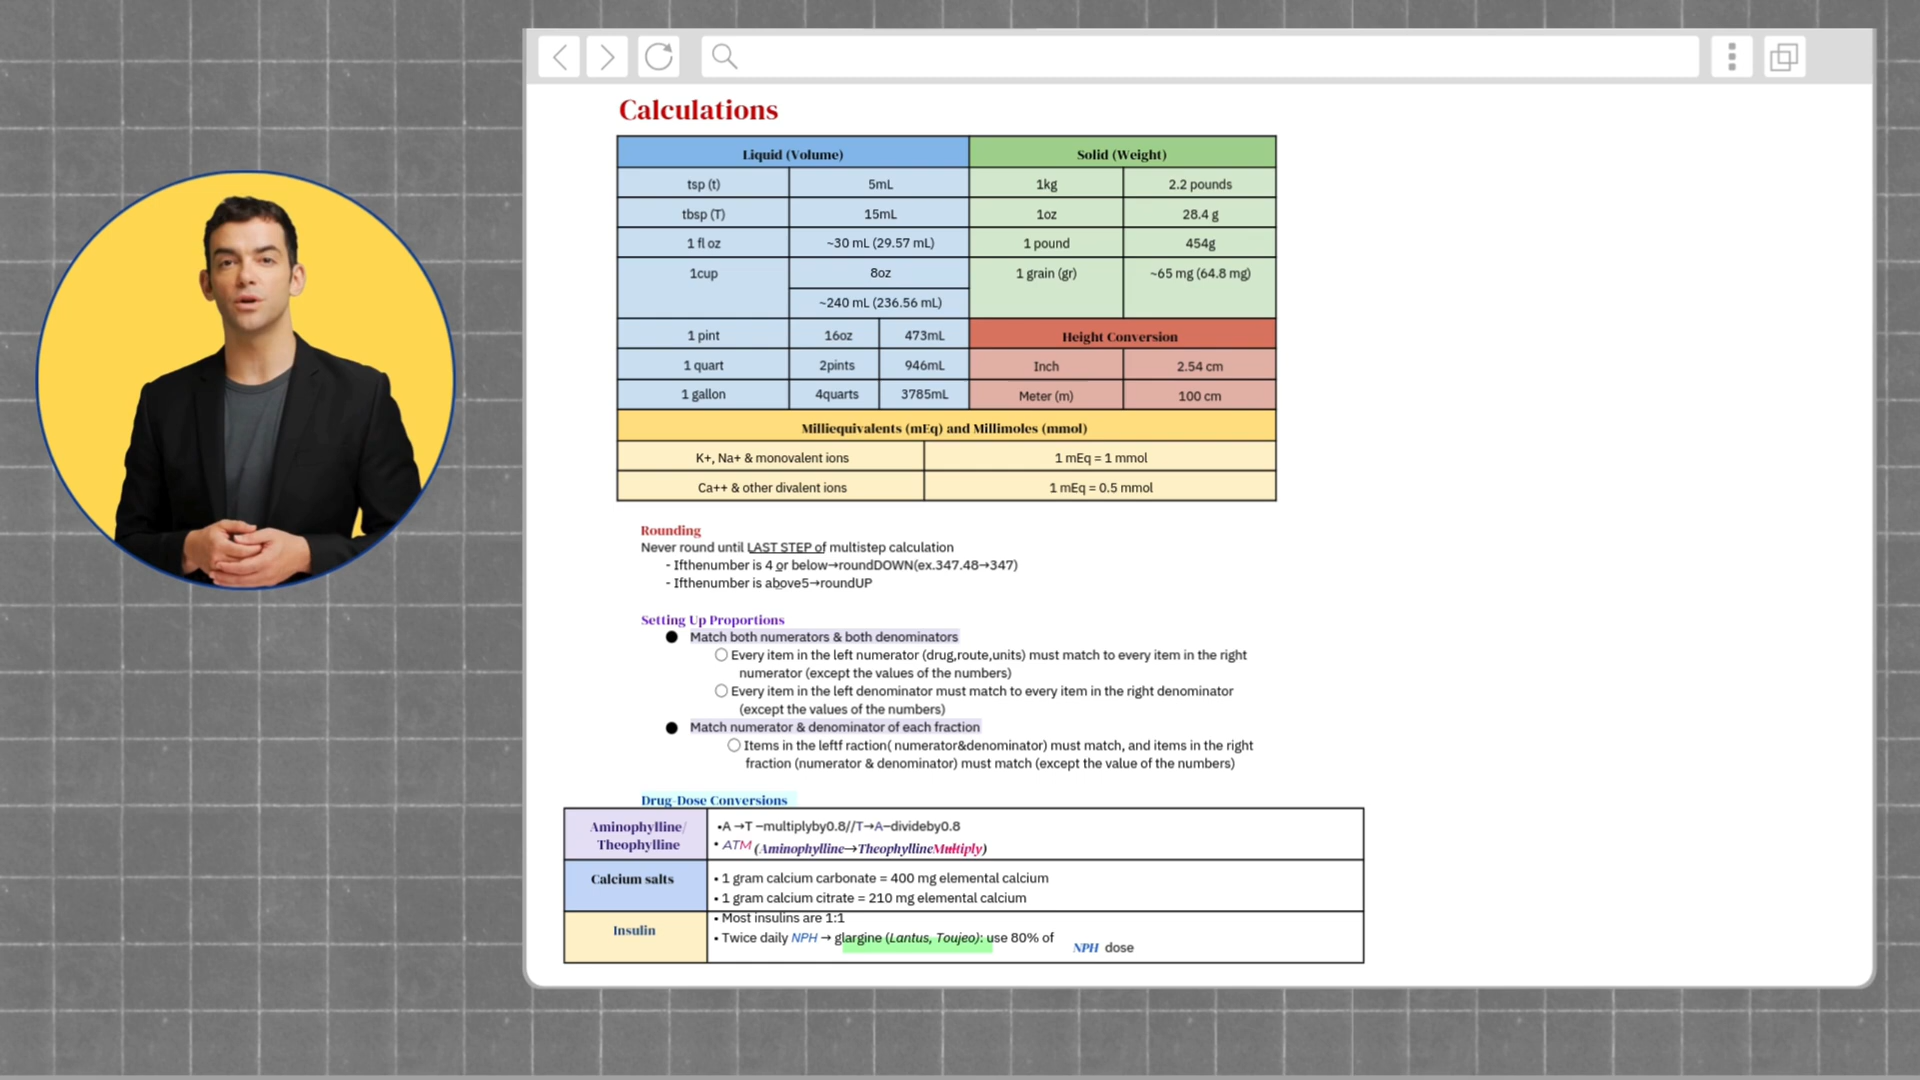 Calculations
Liquid (Volume) Solid (Weight)
tsp (t) 5mL 1kg 2.2 pounds
tbsp (T) 15mL 1oz 28.4 g
1 fl oz ~30 mL (29.57 mL) 1 pound 454g
1cup 8oz 1 grain (gr) ~65 mg (64.8 mg)
~240 mL (236.56 mL)
1 pint 16oz 473mL Height Conversion
1 quart 2pints 946mL Inch 2.54 cm
1 gallon 4quarts 3785mL Meter (m) 100 cm
Milliequivalents (mEq) and Millimoles (mmol)
K+, Na+ & monovalent ions 1 mEq = 1 mmol
Ca++ & other divalent ions 1 mEq = 0.5 mmol
Rounding
Never round until LAST STEP of multistep calculation
- Ifthenumber is 4 or below→roundDOWN(ex.347.48→347)
- Ifthenumber is above5→roundUP
Setting Up Proportions
● Match both numerators & both denominators
○ Every item in the left numerator (drug,route,units) must match to every item in the right
numerator (except the values of the numbers)
○ Every item in the left denominator must match to every item in the right denominator
(except the values of the numbers)
● Match numerator & denominator of each fraction
○ Items in the leftf raction( numerator&denominator) must match, and items in the right
fraction (numerator & denominator) must match (except the value of the numbers)
Drug-Dose Conversions
Aminophylline/
Theophylline
•A →T –multiplyby0.8//T→A–divideby0.8
• ATM (Aminophylline→TheophyllineMultiply)
Calcium salts
• 1 gram calcium carbonate = 400 mg elemental calcium
• 1 gram calcium citrate = 210 mg elemental calcium
Insulin
• Most insulins are 1:1
• Twice daily NPH → glargine (Lantus, Toujeo): use 80% of NPH dose